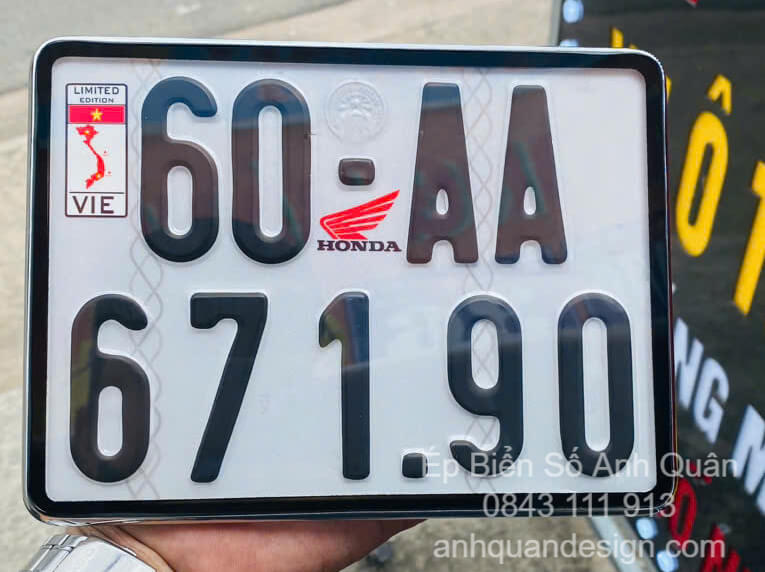 LIMITED
EDITION
VIE
60-AA
HONDA
671.90
Ép Biển Số Anh Quân
0843 111 913
anhquandesign.com